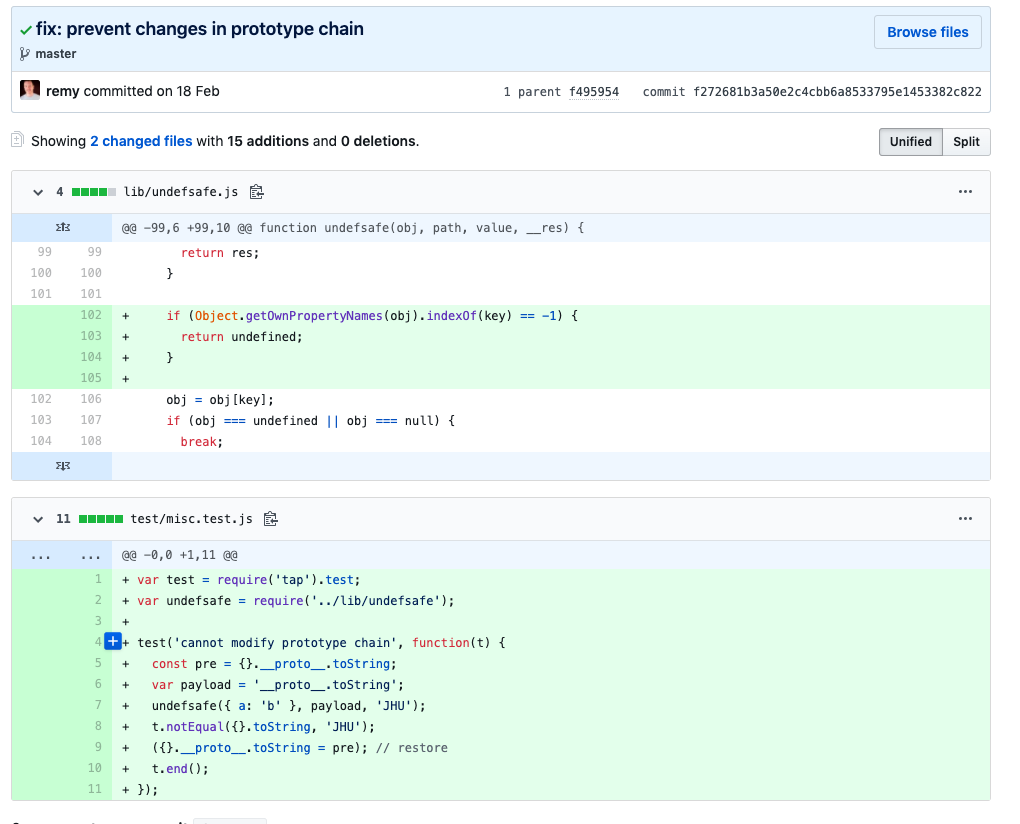 fix: prevent changes in prototype chain
Browse files
master
remy committed on 18 Feb
1 parent f495954 commit f272681b3a50e2c4cbb6a8533795e1453382c822
Showing 2 changed files with 15 additions and 0 deletions.
Unified Split
4 lib/undefsafe.js
@@ -99,6 +99,10 @@ function undefsafe(obj, path, value, __res) {
99 99 return res;
100 100 }
101 101
102 + if (Object.getOwnPropertyNames(obj).indexOf(key) == -1) {
103 + return undefined;
104 + }
105 +
102 106 obj = obj[key];
103 107 if (obj === undefined || obj === null) {
104 108 break;
11 test/misc.test.js
... ... @@ -0,0 +1,11 @@
1 + var test = require('tap').test;
2 + var undefsafe = require('../lib/undefsafe');
3 +
4 + test('cannot modify prototype chain', function(t) {
5 + const pre = {}.__proto__.toString;
6 + var payload = '__proto__.toString';
7 + undefsafe({ a: 'b' }, payload, 'JHU');
8 + t.notEqual({}.toString, 'JHU');
9 + ({}.__proto__.toString = pre); // restore
10 + t.end();
11 + });